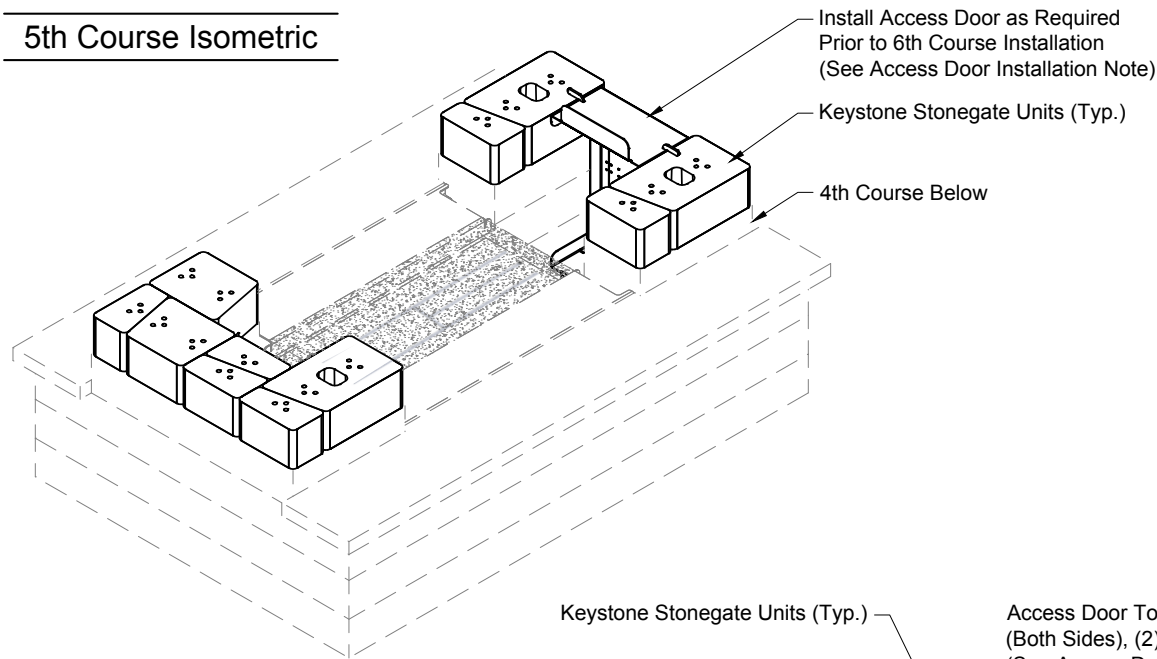 5th Course Isometric
Install Access Door as Required
Prior to 6th Course Installation
(See Access Door Installation Note)
Keystone Stonegate Units (Typ.)
4th Course Below
Keystone Stonegate Units (Typ.)
Access Door To
(Both Sides), (2)